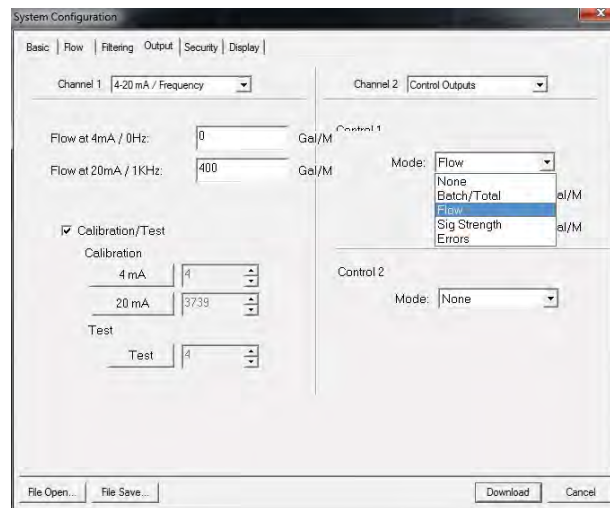 System Configuration
Basic Flow Filtering Output Security Display
Channel 1 4-20 mA / Frequency
Flow at 4mA / 0Hz: 0 Gal/M
Flow at 20mA / 1KHz: 400 Gal/M
Calibration/Test
Calibration
4 mA 4
20 mA 3739
Test
Test 4
Channel 2 Control Outputs
Control 1
Mode: Flow
None
Batch/Total
Flow
Sig Strength
Errors
al/M
al/M
Control 2
Mode: None
File Open... File Save... Download Cancel